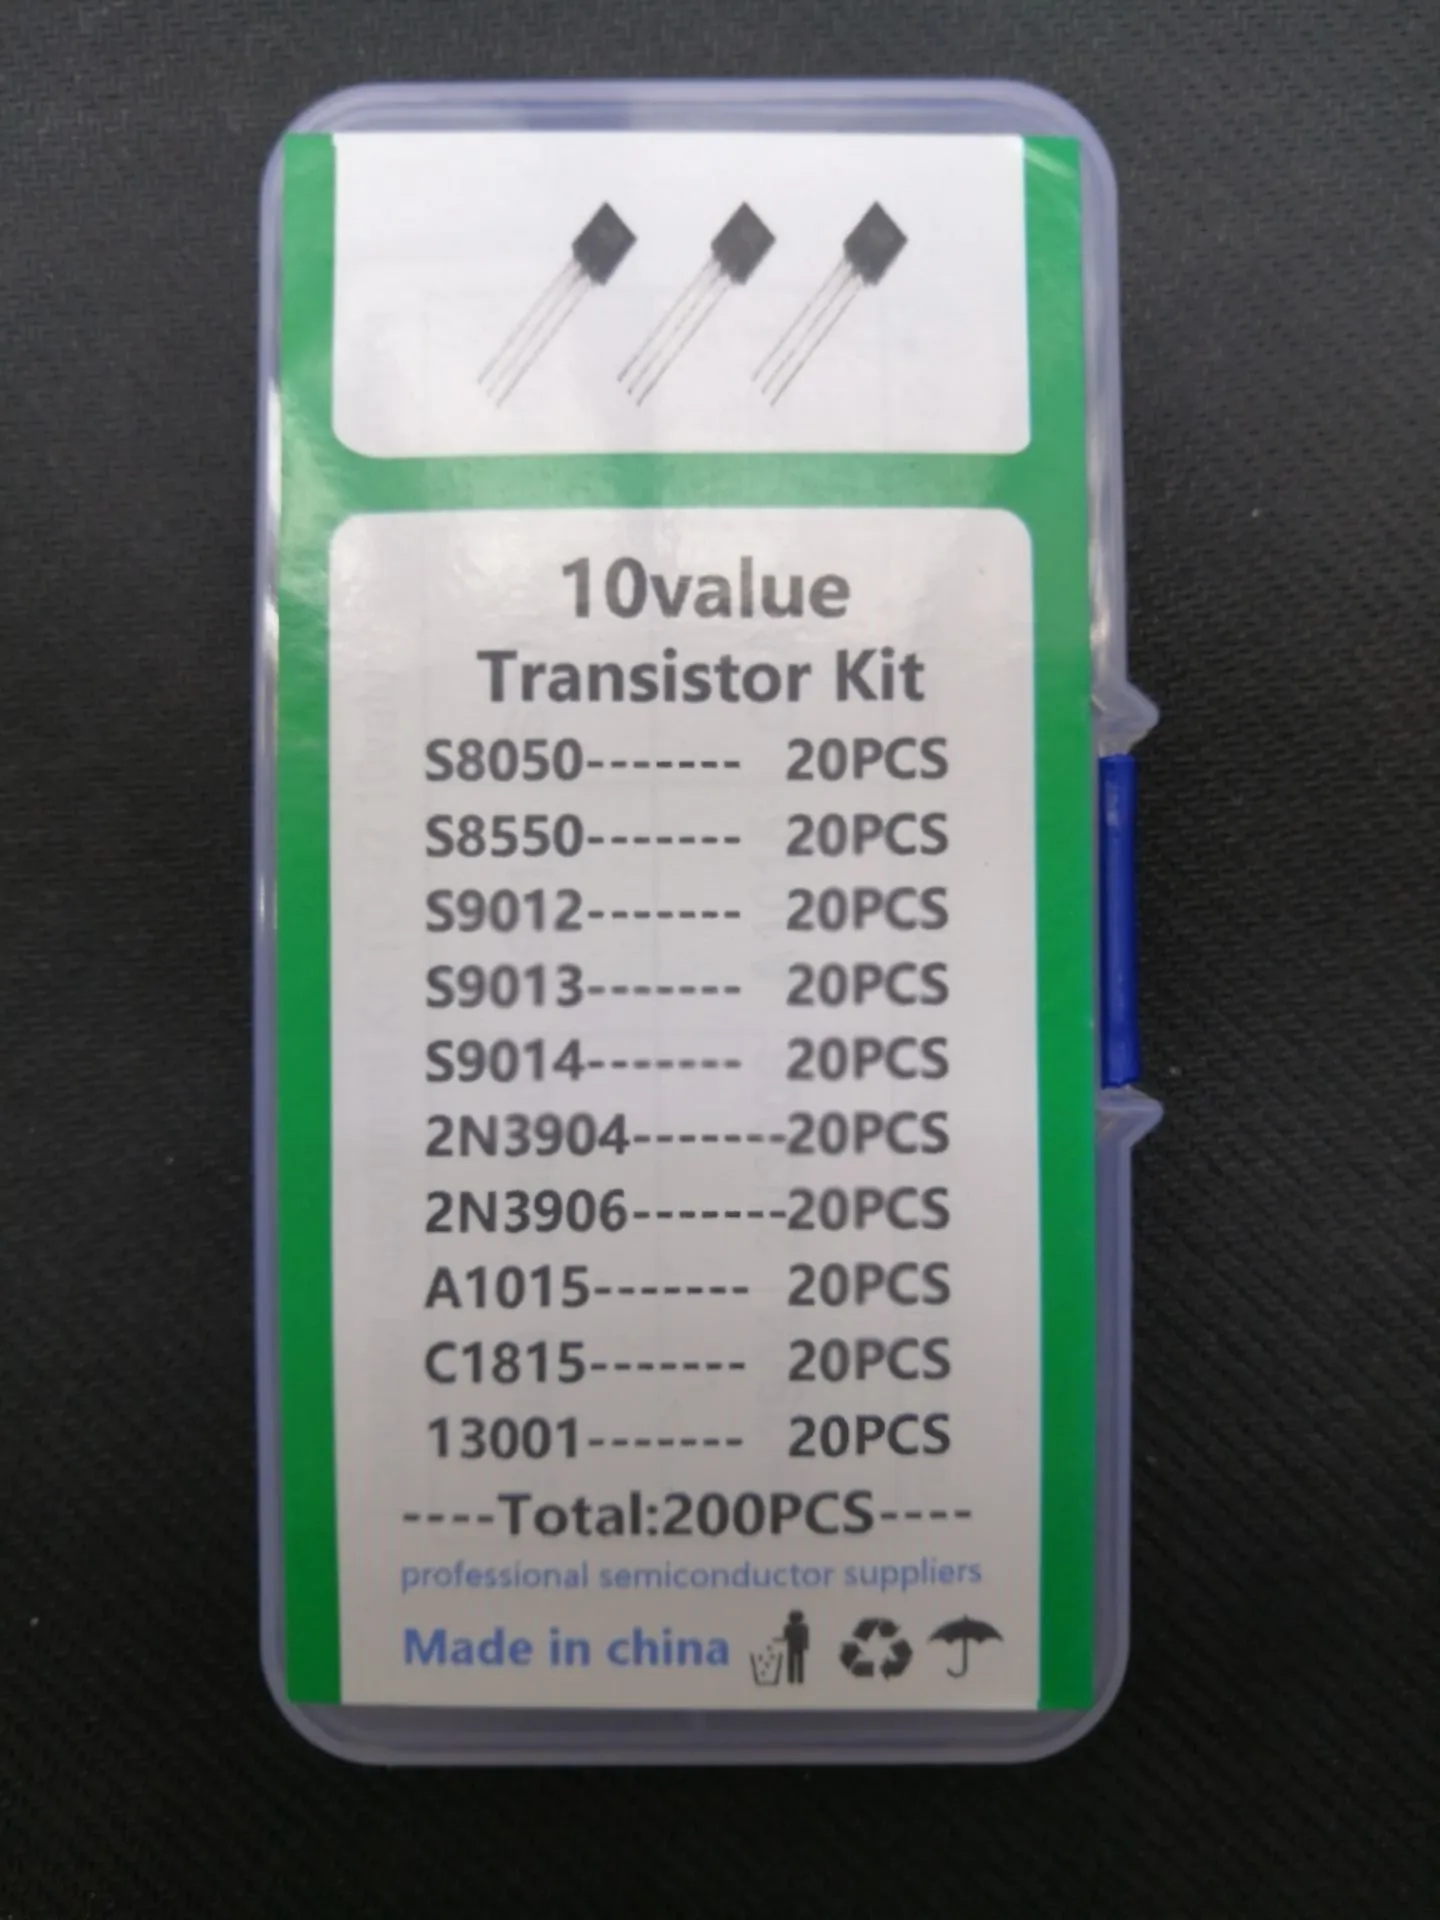 10value
Transistor Kit
S8050------- 20PCS
S8550------- 20PCS
S9012------- 20PCS
S9013------- 20PCS
S9014------- 20PCS
2N3904-------20PCS
2N3906-------20PCS
A1015------- 20PCS
C1815------- 20PCS
13001------- 20PCS
----Total:200PCS----
professional semiconductor suppliers
Made in china